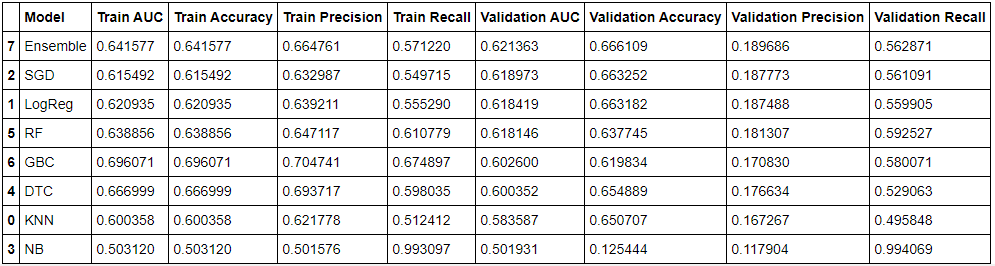 Model Train AUC Train Accuracy Train Precision Train Recall Validation AUC Validation Accuracy Validation Precision Validation Recall
7 Ensemble 0.641577 0.641577 0.664761 0.571220 0.621363 0.666109 0.189686 0.562871
2 SGD 0.615492 0.615492 0.632987 0.549715 0.618973 0.663252 0.187773 0.561091
1 LogReg 0.620935 0.620935 0.639211 0.555290 0.618419 0.663182 0.187488 0.559905
5 RF 0.638856 0.638856 0.647117 0.610779 0.618146 0.637745 0.181307 0.592527
6 GBC 0.696071 0.696071 0.704741 0.674897 0.602600 0.619834 0.170830 0.580071
4 DTC 0.666999 0.666999 0.693717 0.598035 0.600352 0.654889 0.176634 0.529063
0 KNN 0.600358 0.600358 0.621778 0.512412 0.583587 0.650707 0.167267 0.495848
3 NB 0.503120 0.503120 0.501576 0.993097 0.501931 0.125444 0.117904 0.994069